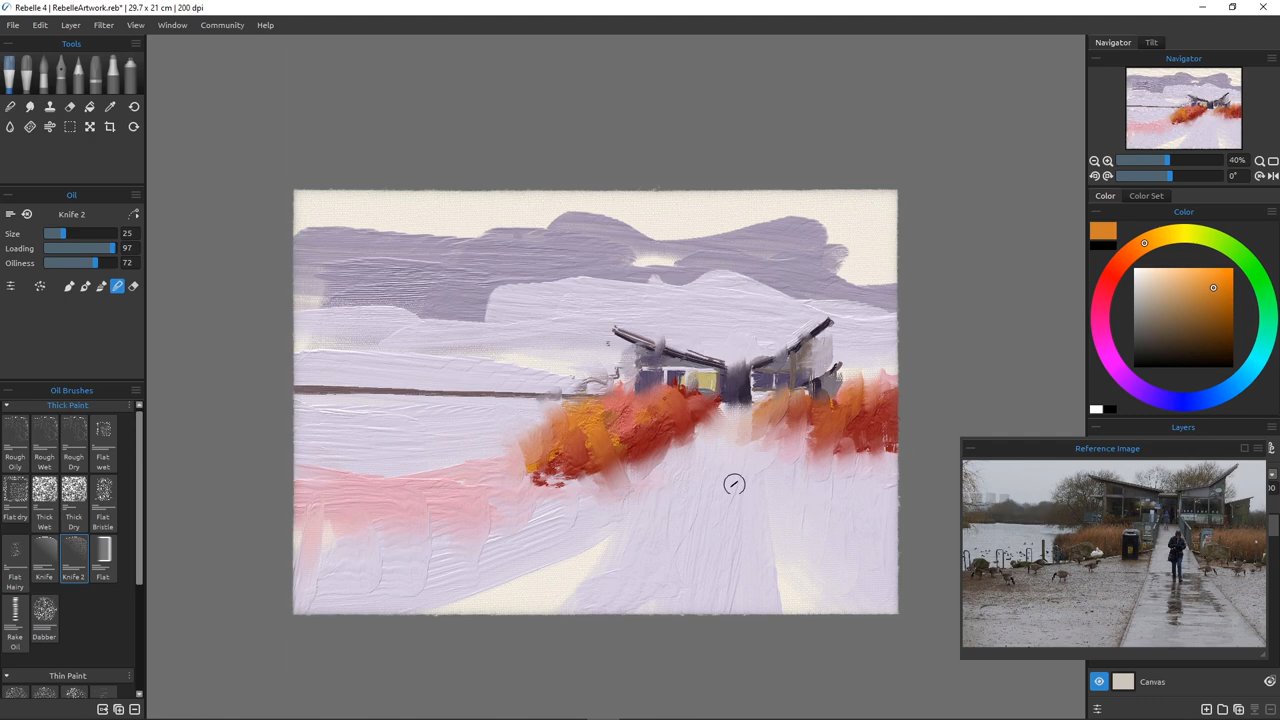 Rebelle 4 | RebelleArtwork.reb* | 29.7 x 21 cm | 200 dpi
File Edit Layer Filter View Window Community Help
Tools
Oil
Knife 2
Size 25
Loading 97
Oiliness 72
Oil Brushes
Thick Paint
Rough Oily Rough Wet Rough Dry Flat wet
Flat dry Thick Wet Thick Dry Flat Bristle
Flat Hairy Knife Knife 2 Flat
Rake Oil Dabber
Thin Paint
Navigator Tilt
Navigator
40%
0°
Color Color Set
Color
Layers
Reference Image
Canvas